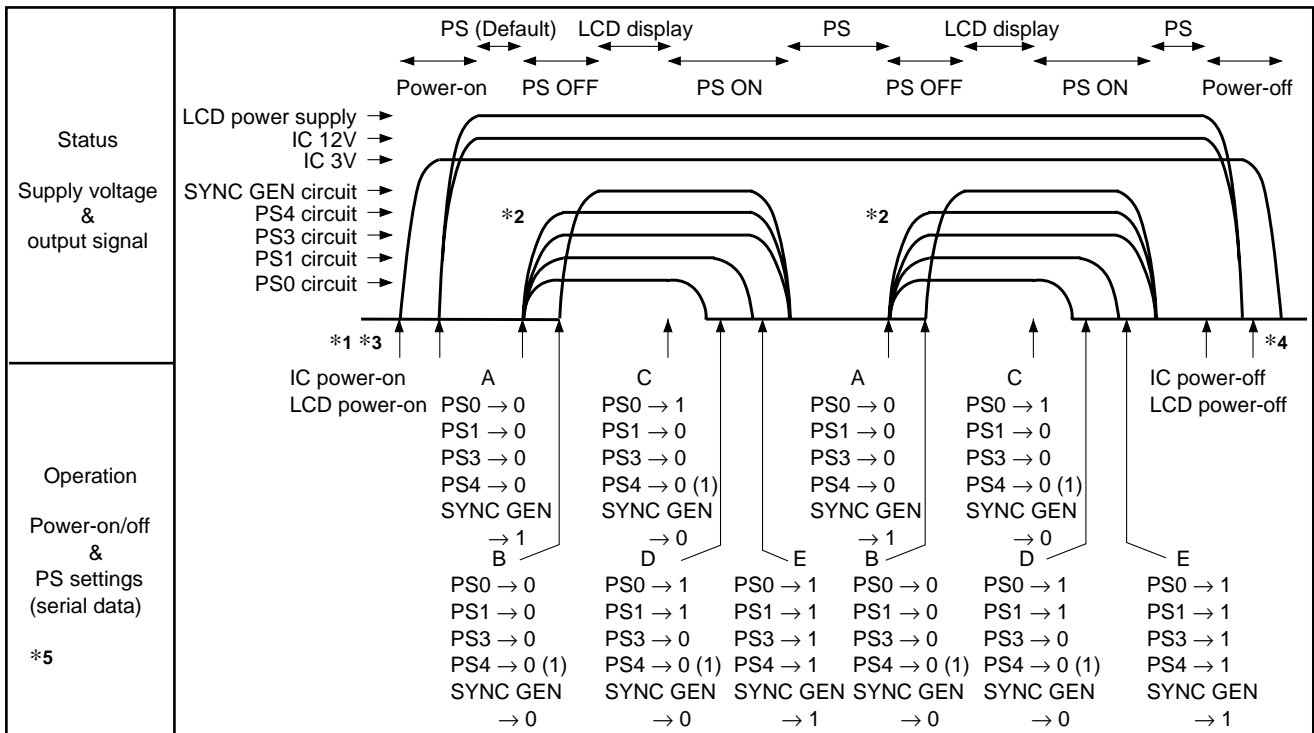 PS (Default) LCD display PS LCD display PS
Power-on PS OFF PS ON PS OFF PS ON Power-off
Status
Supply voltage
&
output signal
LCD power supply →
IC 12V →
IC 3V →
SYNC GEN circuit →
PS4 circuit →
PS3 circuit →
PS1 circuit →
PS0 circuit →
*2 *2
*1 *3 *4
IC power-on A C A C IC power-off
LCD power-on PS0 → 0 PS0 → 1 PS0 → 0 PS0 → 1 LCD power-off
PS1 → 0 PS1 → 0 PS1 → 0 PS1 → 0
PS3 → 0 PS3 → 0 PS3 → 0 PS3 → 0
PS4 → 0 PS4 → 0 (1) PS4 → 0 PS4 → 0 (1)
SYNC GEN SYNC GEN SYNC GEN SYNC GEN
→ 1 → 0 → 1 → 0
Operation
Power-on/off
&
PS settings
(serial data)
*5
B D E B D E
PS0 → 0 PS0 → 1 PS0 → 1 PS0 → 0 PS0 → 1 PS0 → 1
PS1 → 0 PS1 → 1 PS1 → 1 PS1 → 0 PS1 → 1 PS1 → 1
PS3 → 0 PS3 → 0 PS3 → 1 PS3 → 0 PS3 → 0 PS3 → 1
PS4 → 0 (1) PS4 → 0 (1) PS4 → 1 PS4 → 0 (1) PS4 → 0 (1) PS4 → 1
SYNC GEN SYNC GEN SYNC GEN SYNC GEN SYNC GEN SYNC GEN
→ 0 → 0 → 1 → 0 → 0 → 1